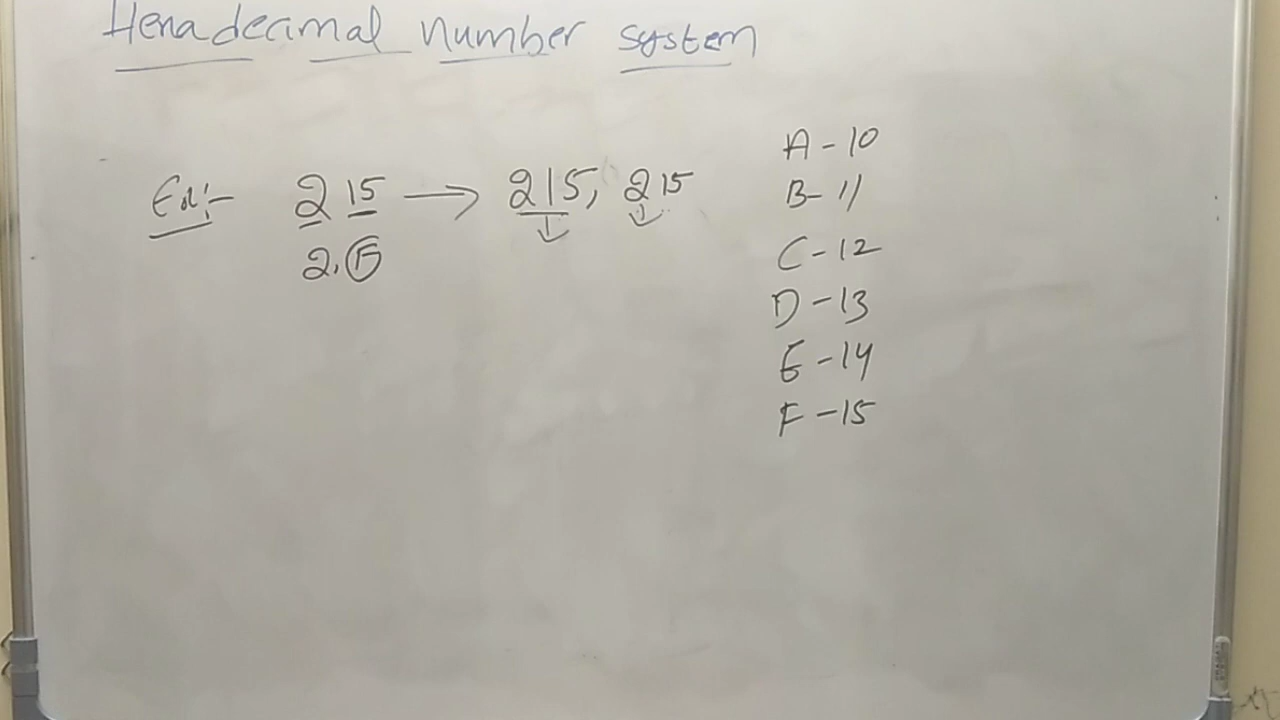 Hexadecimal number system
Ex:- 2 15 → 215, 2 15
2.F
A - 10
B - 11
C - 12
D - 13
E - 14
F - 15